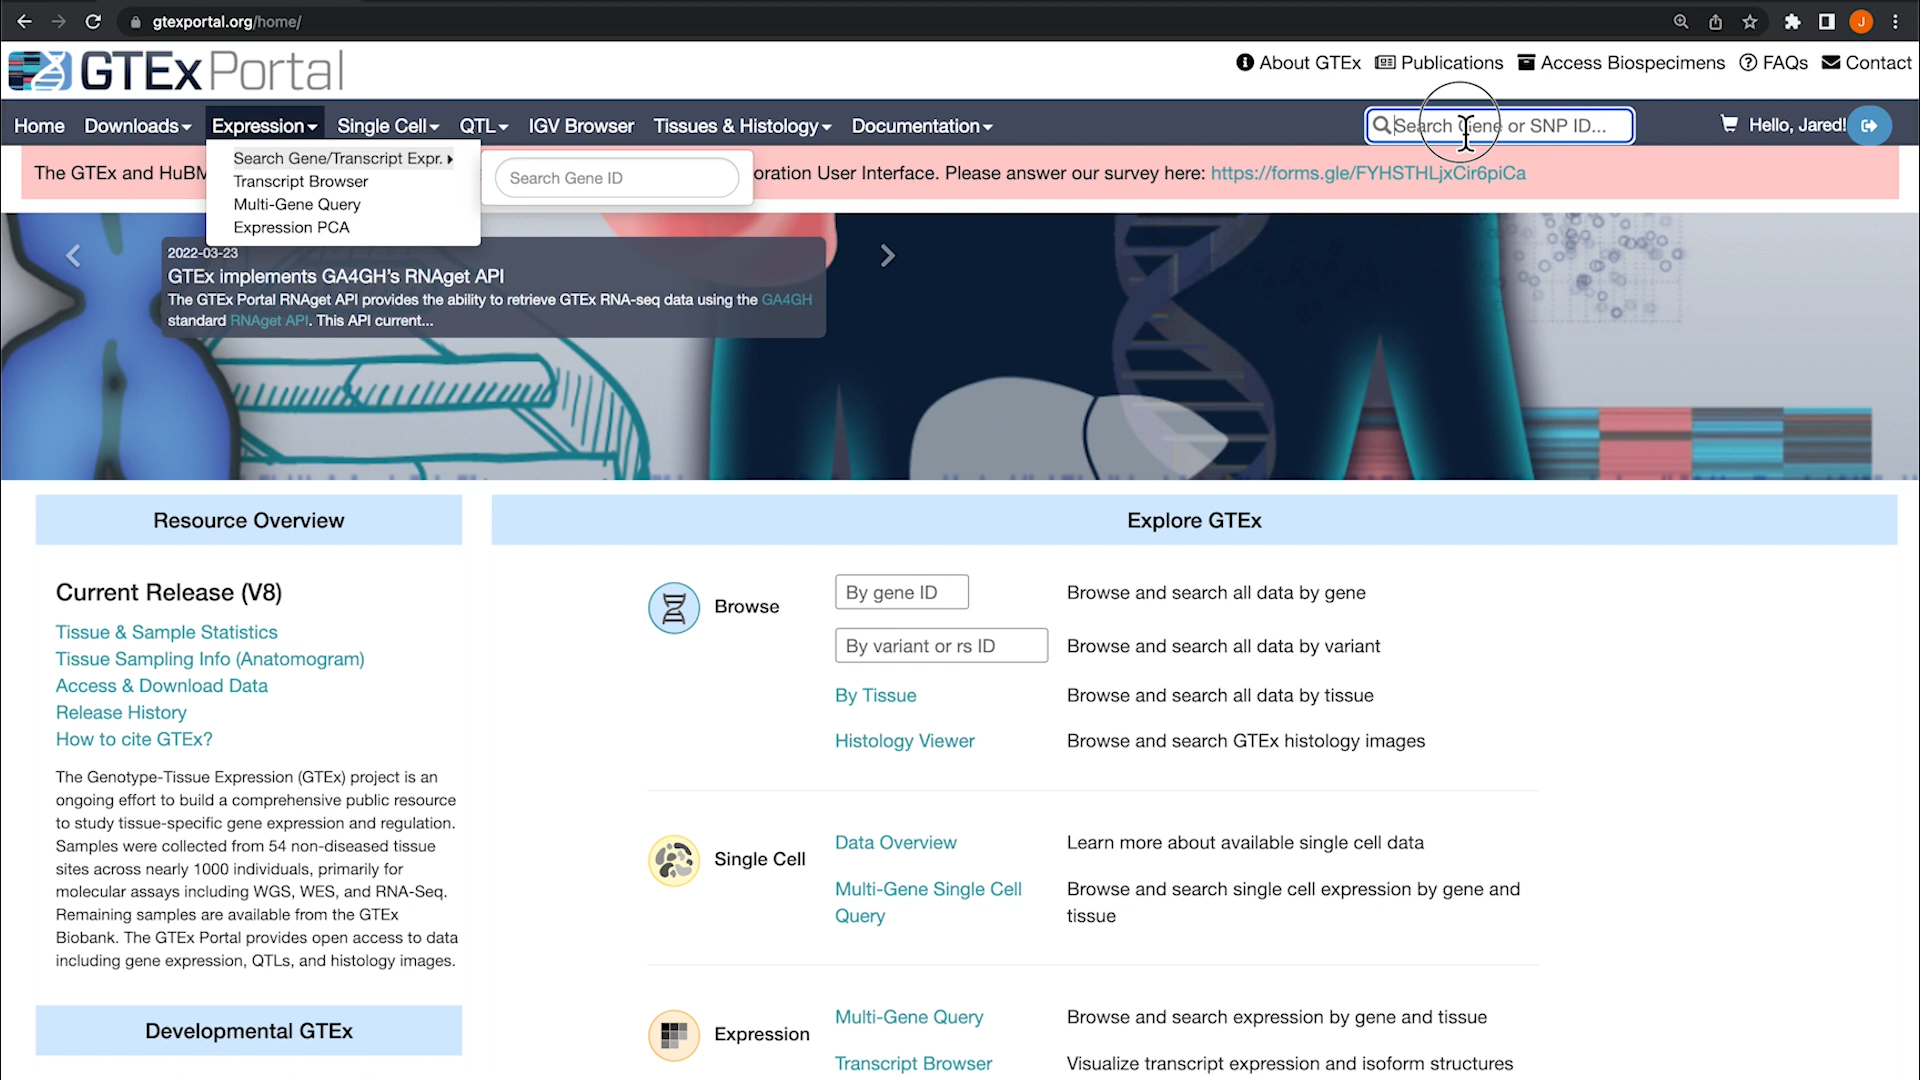 gtexportal.org/home/
J
GTEx Portal
About GTEx Publications Access Biospecimens FAQs Contact
Home Downloads Expression Single Cell QTL IGV Browser Tissues & Histology Documentation
Search Gene or SNP ID...
Hello, Jared!
Search Gene/Transcript Expr.
Transcript Browser
Multi-Gene Query
Expression PCA
Search Gene ID
The GTEx and HuBM
oration User Interface. Please answer our survey here: https://forms.gle/FYHSTHLjxCir6piCa
2022-03-23
GTEx implements GA4GH's RNAget API
The GTEx Portal RNAget API provides the ability to retrieve GTEx RNA-seq data using the GA4GH
standard RNAget API. This API current...
Resource Overview
Current Release (V8)
Tissue & Sample Statistics
Tissue Sampling Info (Anatomogram)
Access & Download Data
Release History
How to cite GTEx?
The Genotype-Tissue Expression (GTEx) project is an
ongoing effort to build a comprehensive public resource
to study tissue-specific gene expression and regulation.
Samples were collected from 54 non-diseased tissue
sites across nearly 1000 individuals, primarily for
molecular assays including WGS, WES, and RNA-Seq.
Remaining samples are available from the GTEx
Biobank. The GTEx Portal provides open access to data
including gene expression, QTLs, and histology images.
Developmental GTEx
Explore GTEx
Browse
By gene ID Browse and search all data by gene
By variant or rs ID Browse and search all data by variant
By Tissue Browse and search all data by tissue
Histology Viewer Browse and search GTEx histology images
Single Cell
Data Overview Learn more about available single cell data
Multi-Gene Single Cell
Query
Browse and search single cell expression by gene and
tissue
Expression
Multi-Gene Query Browse and search expression by gene and tissue
Transcript Browser Visualize transcript expression and isoform structures